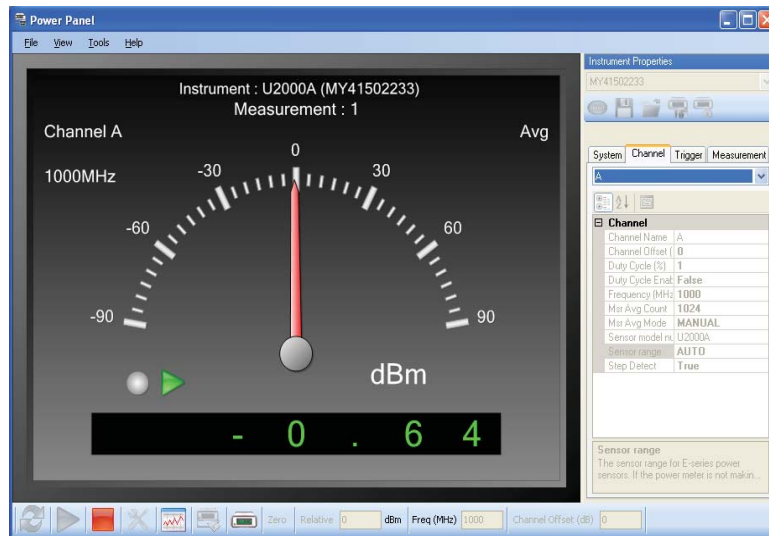 Power Panel
File View Tools Help
Instrument : U2000A (MY41502233)
Measurement : 1
Channel A
Avg
1000MHz
-90
-60
-30
0
30
60
90
dBm
- 0 . 6 4
Instrument Properties
MY41502233
System Channel Trigger Measurement
A
Channel
Channel Name A
Channel Offset ( 0
Duty Cycle (%) 1
Duty Cycle Enat False
Frequency (MHz 1000
Msr Avg Count 1024
Msr Avg Mode MANUAL
Sensor model nu U2000A
Sensor range AUTO
Step Detect True
Sensor range
The sensor range for E-series power
sensors. If the power meter is not makin...
Zero Relative 0 dBm Freq (MHz) 1000 Channel Offset (dB) 0